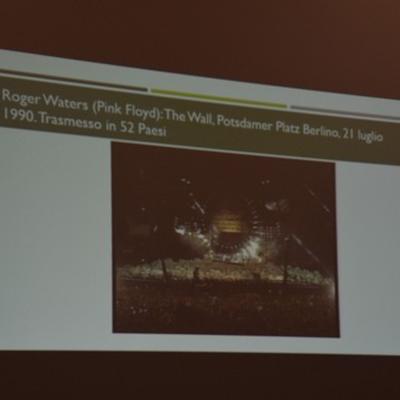 Roger Waters (Pink Floyd): The Wall, Potsdamer Platz Berlino, 21 luglio
1990. Trasmesso in 52 Paesi